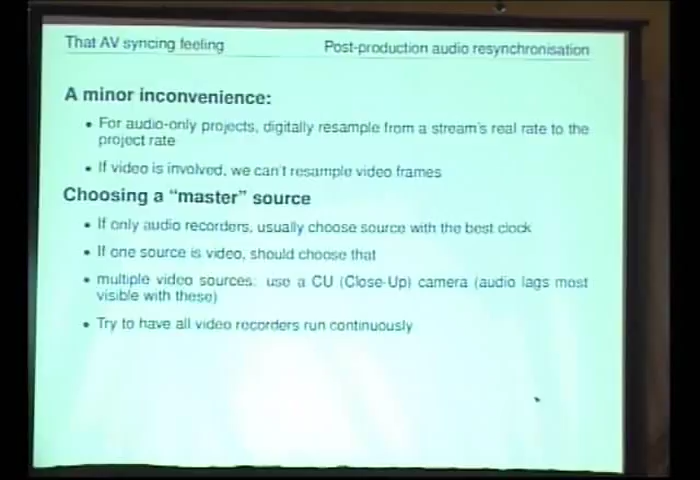 That AV syncing feeling
Post-production audio resynchronisation
A minor inconvenience:
• For audio-only projects, digitally resample from a stream's real rate to the
project rate
• If video is involved, we can't resample video frames
Choosing a "master" source
• If only audio recorders, usually choose source with the best clock
• If one source is video, should choose that
• multiple video sources: use a CU (Close-Up) camera (audio lags most
visible with these)
• Try to have all video recorders run continuously